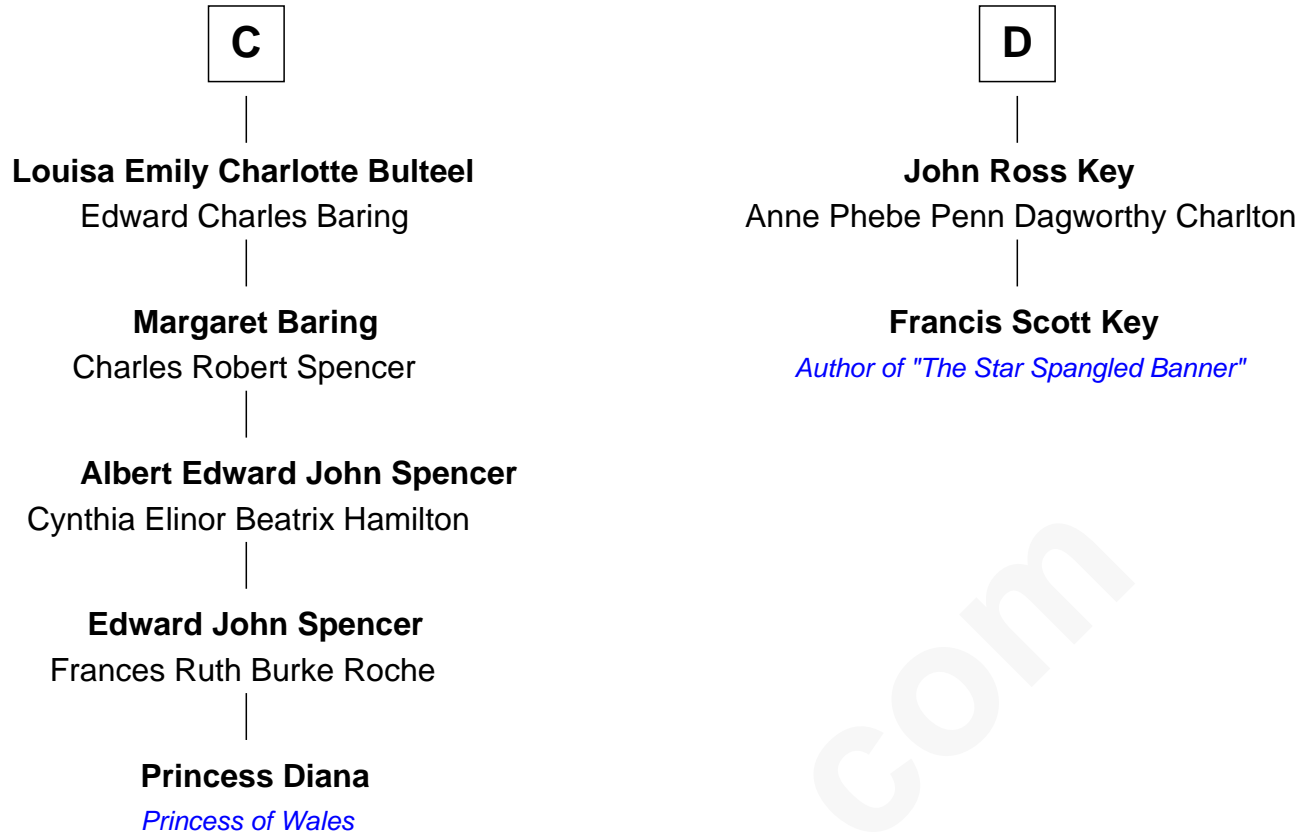 C
Louisa Emily Charlotte Bulteel
Edward Charles Baring
Margaret Baring
Charles Robert Spencer
Albert Edward John Spencer
Cynthia Elinor Beatrix Hamilton
Edward John Spencer
Frances Ruth Burke Roche
Princess Diana
Princess of Wales
D
John Ross Key
Anne Phebe Penn Dagworthy Charlton
Francis Scott Key
Author of "The Star Spangled Banner"
com